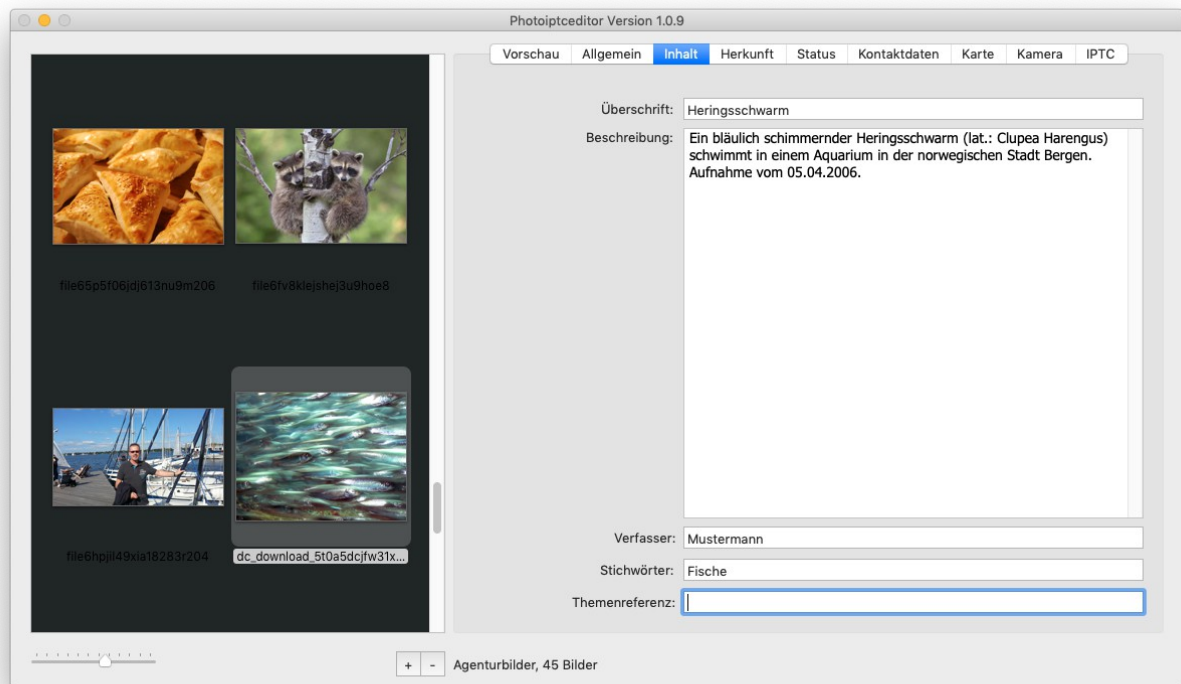 Photoiptceditor Version 1.0.9
Vorschau Allgemein Inhalt Herkunft Status Kontaktdaten Karte Kamera IPTC
Überschrift: Heringsschwarm
Beschreibung: Ein bläulich schimmernder Heringsschwarm (lat.: Clupea Harengus)
schwimmt in einem Aquarium in der norwegischen Stadt Bergen.
Aufnahme vom 05.04.2006.
file65p5f06jdj613nu9m206 file6fv8klejshej3u9hoe8
file6hpjil49xia18283r204 dc_download_5t0a5dcjfw31x...
Verfasser: Mustermann
Stichwörter: Fische
Themenreferenz:
+ - Agenturbilder, 45 Bilder